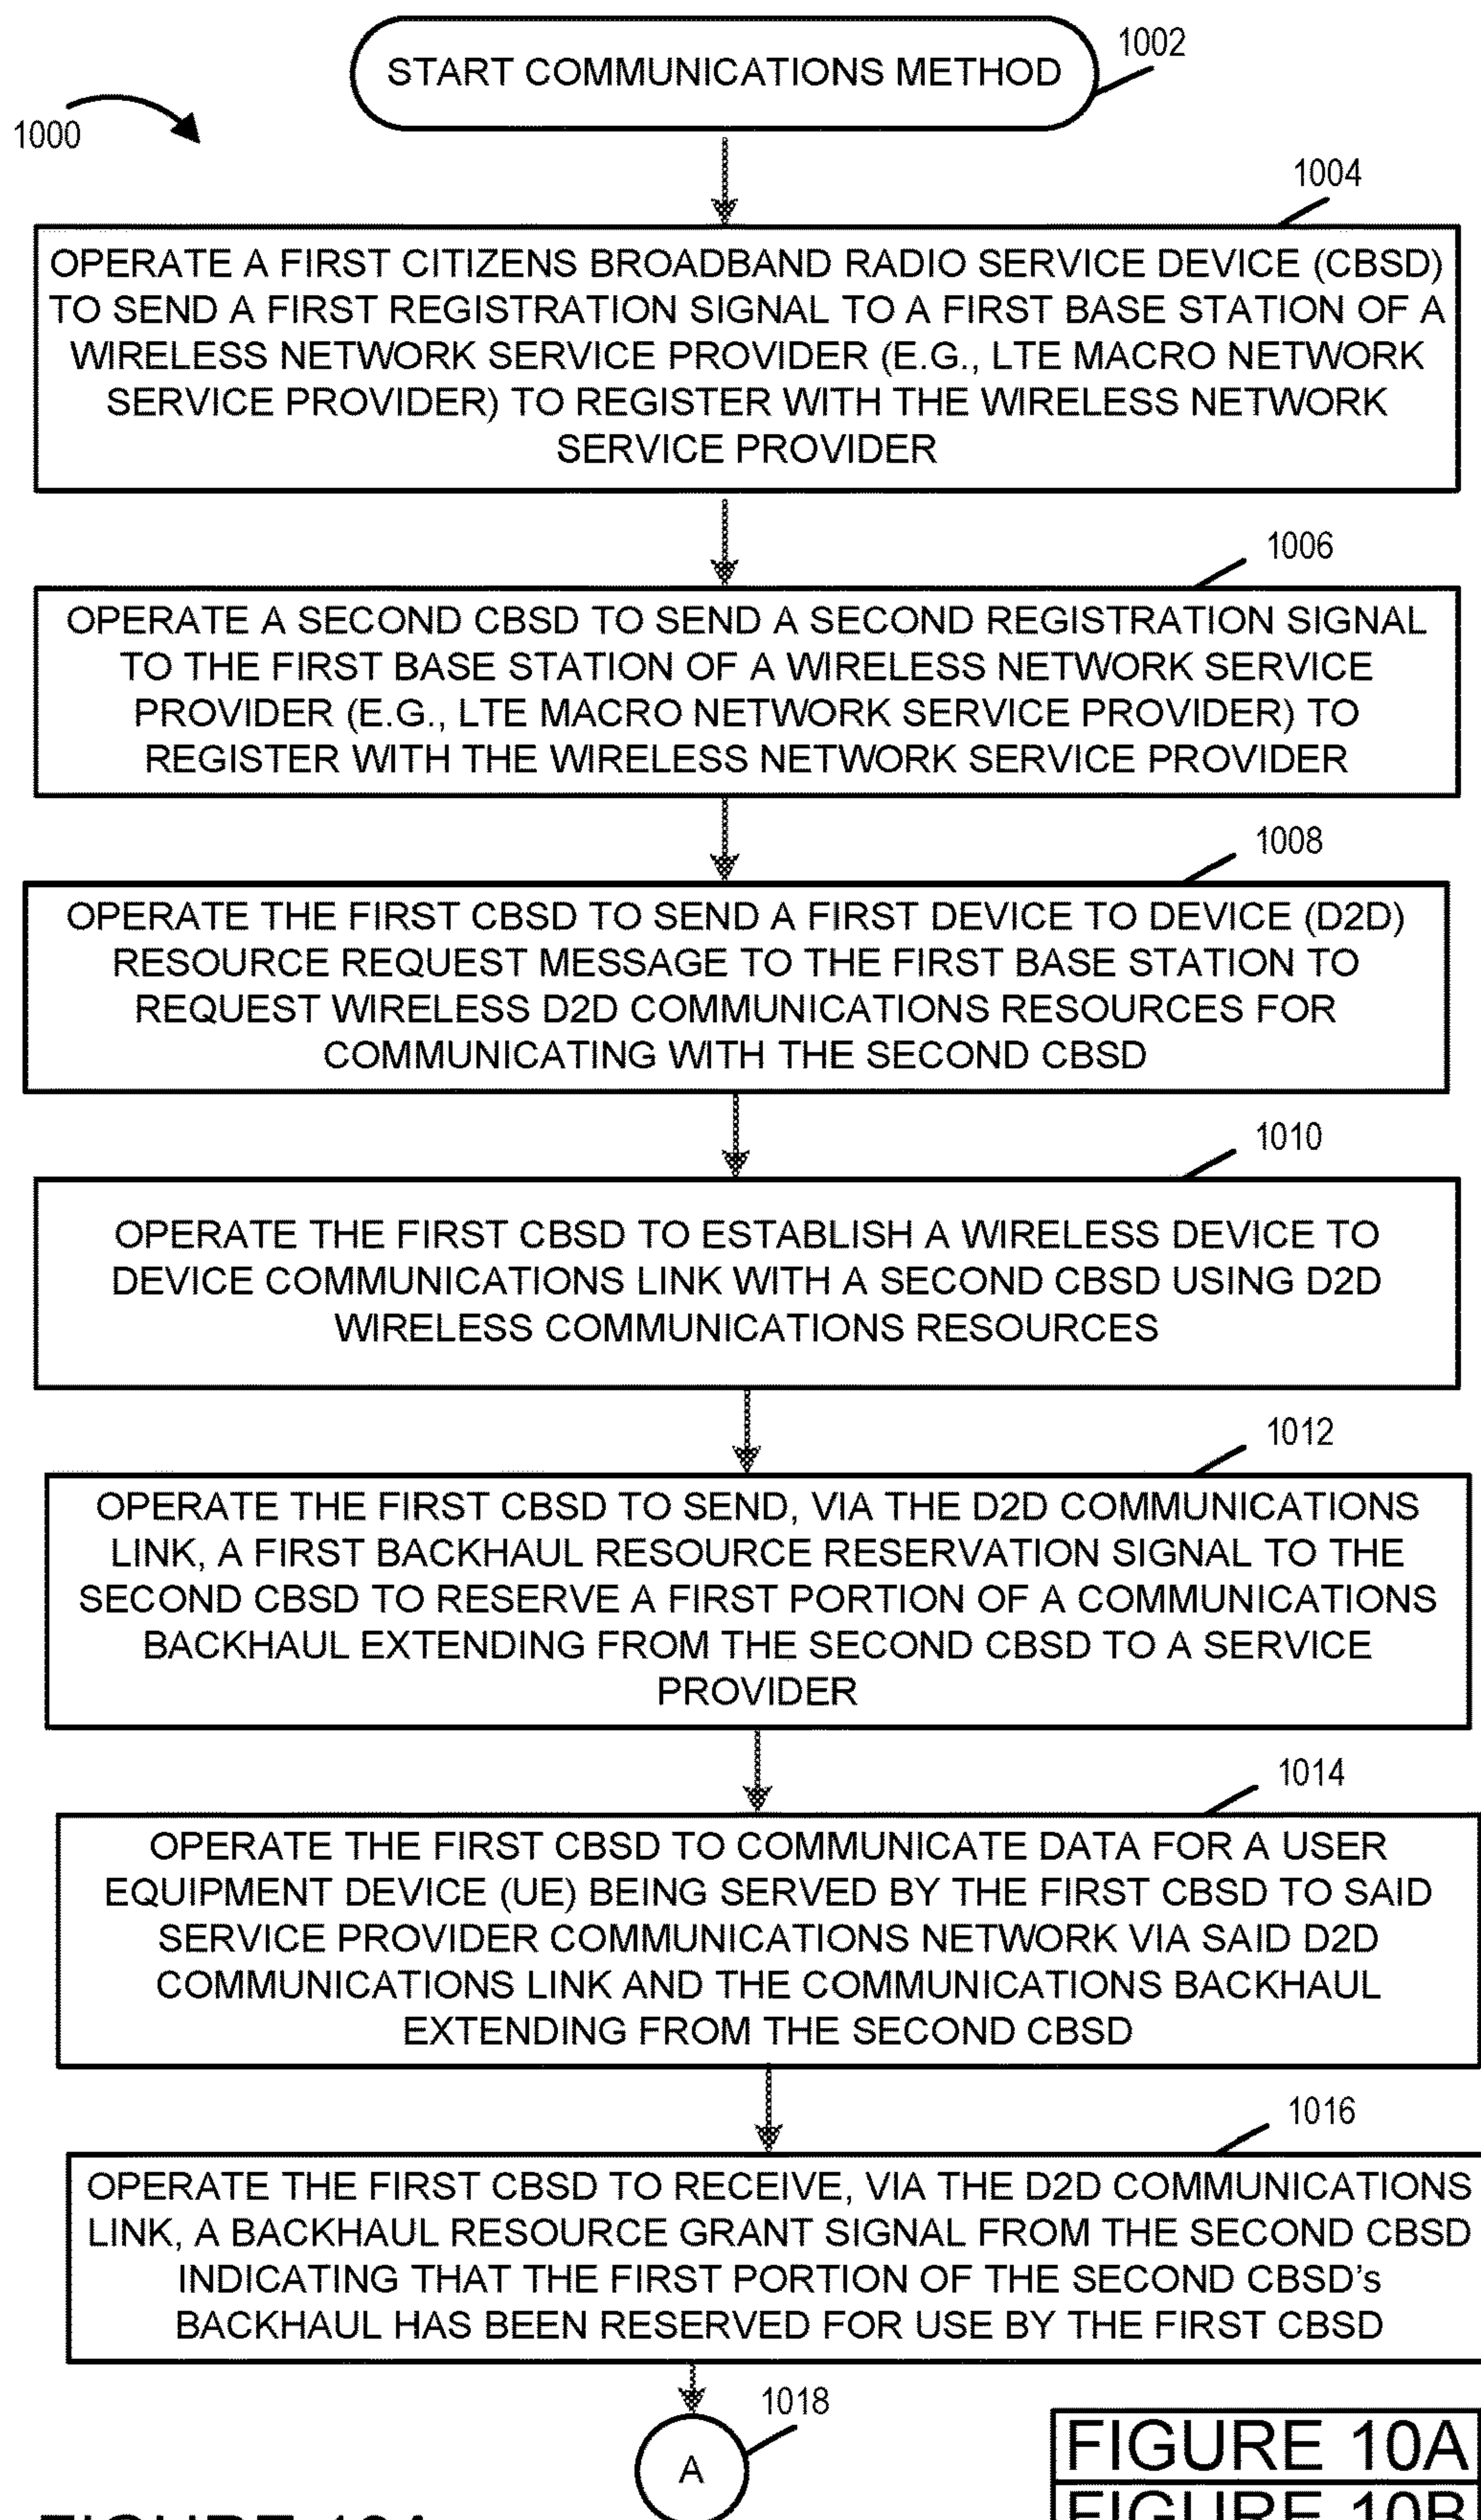 START COMMUNICATIONS METHOD
1002
1000
1004
OPERATE A FIRST CITIZENS BROADBAND RADIO SERVICE DEVICE (CBSD)
TO SEND A FIRST REGISTRATION SIGNAL TO A FIRST BASE STATION OF A
WIRELESS NETWORK SERVICE PROVIDER (E.G., LTE MACRO NETWORK
SERVICE PROVIDER) TO REGISTER WITH THE WIRELESS NETWORK
SERVICE PROVIDER
1006
OPERATE A SECOND CBSD TO SEND A SECOND REGISTRATION SIGNAL
TO THE FIRST BASE STATION OF A WIRELESS NETWORK SERVICE
PROVIDER (E.G., LTE MACRO NETWORK SERVICE PROVIDER) TO
REGISTER WITH THE WIRELESS NETWORK SERVICE PROVIDER
1008
OPERATE THE FIRST CBSD TO SEND A FIRST DEVICE TO DEVICE (D2D)
RESOURCE REQUEST MESSAGE TO THE FIRST BASE STATION TO
REQUEST WIRELESS D2D COMMUNICATIONS RESOURCES FOR
COMMUNICATING WITH THE SECOND CBSD
1010
OPERATE THE FIRST CBSD TO ESTABLISH A WIRELESS DEVICE TO
DEVICE COMMUNICATIONS LINK WITH A SECOND CBSD USING D2D
WIRELESS COMMUNICATIONS RESOURCES
1012
OPERATE THE FIRST CBSD TO SEND, VIA THE D2D COMMUNICATIONS
LINK, A FIRST BACKHAUL RESOURCE RESERVATION SIGNAL TO THE
SECOND CBSD TO RESERVE A FIRST PORTION OF A COMMUNICATIONS
BACKHAUL EXTENDING FROM THE SECOND CBSD TO A SERVICE
PROVIDER
1014
OPERATE THE FIRST CBSD TO COMMUNICATE DATA FOR A USER
EQUIPMENT DEVICE (UE) BEING SERVED BY THE FIRST CBSD TO SAID
SERVICE PROVIDER COMMUNICATIONS NETWORK VIA SAID D2D
COMMUNICATIONS LINK AND THE COMMUNICATIONS BACKHAUL
EXTENDING FROM THE SECOND CBSD
1016
OPERATE THE FIRST CBSD TO RECEIVE, VIA THE D2D COMMUNICATIONS
LINK, A BACKHAUL RESOURCE GRANT SIGNAL FROM THE SECOND CBSD
INDICATING THAT THE FIRST PORTION OF THE SECOND CBSD's
BACKHAUL HAS BEEN RESERVED FOR USE BY THE FIRST CBSD
1018
A
FIGURE 10A
FIGURE 10B